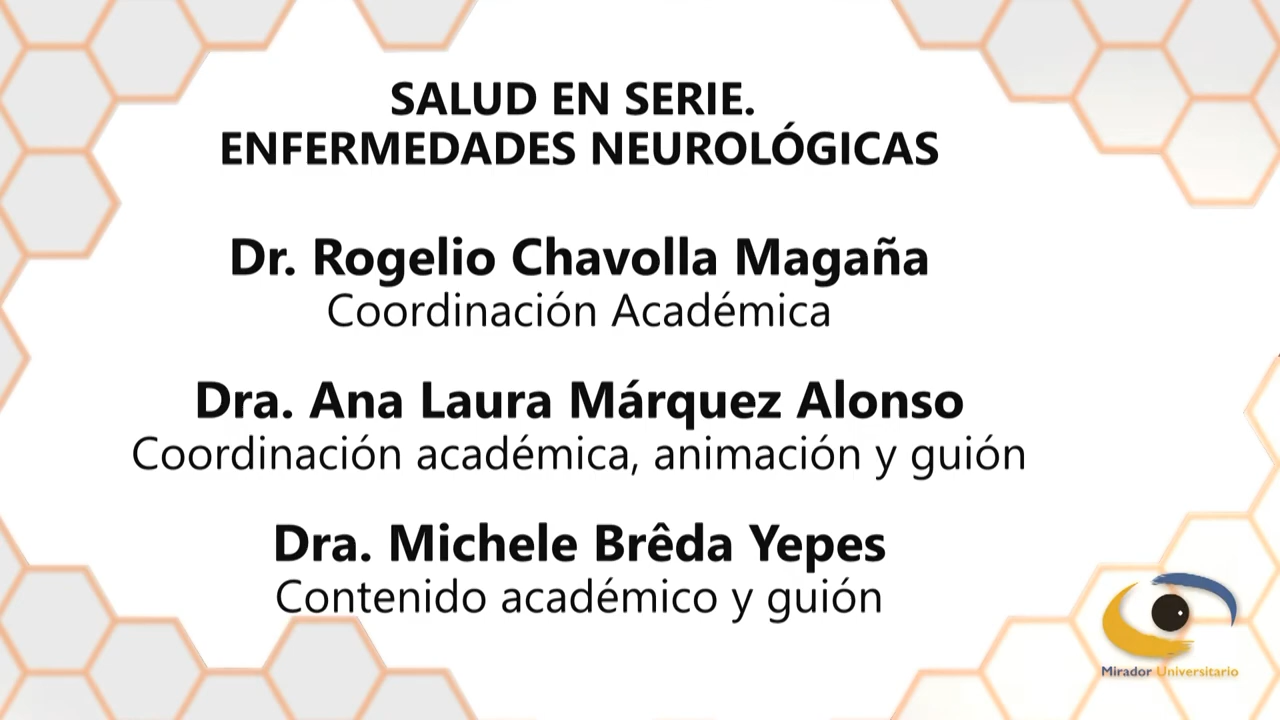 SALUD EN SERIE.
ENFERMEDADES NEUROLÓGICAS
Dr. Rogelio Chavolla Magaña
Coordinación Académica
Dra. Ana Laura Márquez Alonso
Coordinación académica, animación y guión
Dra. Michele Brêda Yepes
Contenido académico y guión
Mirador Universitario